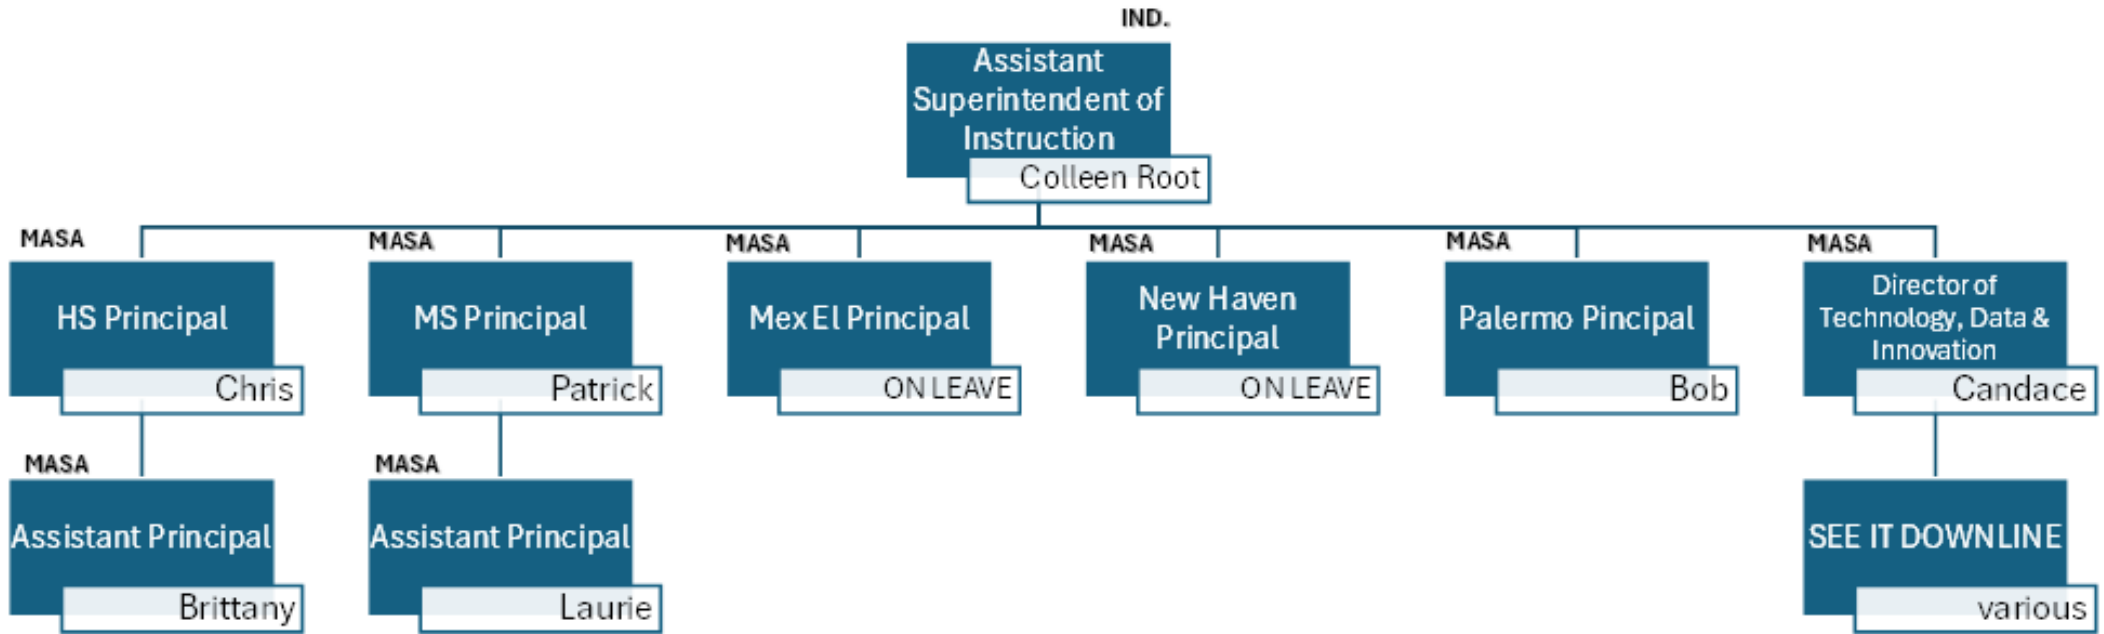 IND.
Assistant
Superintendent of
Instruction
Colleen Root
MASA
HS Principal
Chris
MASA
MS Principal
Patrick
MASA
Mex El Principal
ON LEAVE
MASA
New Haven
Principal
ON LEAVE
MASA
Palermo Pincipal
Bob
MASA
Director of
Technology, Data &
Innovation
Candace
MASA
Assistant Principal
Brittany
MASA
Assistant Principal
Laurie
SEE IT DOWNLINE
various